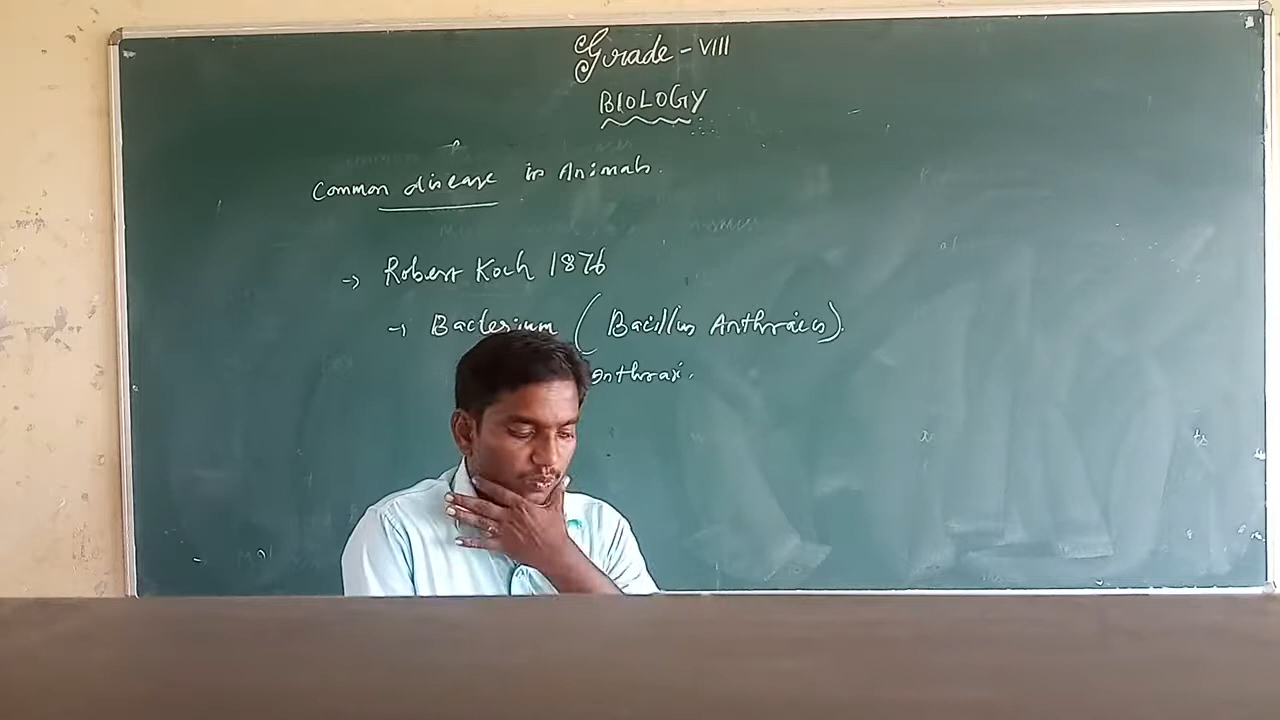 Grade - VIII
BIOLOGY
Common disease in Animals.
→ Robert Koch 1876
→ Bacterium ( Bacillus Anthracis).
Anthrax.